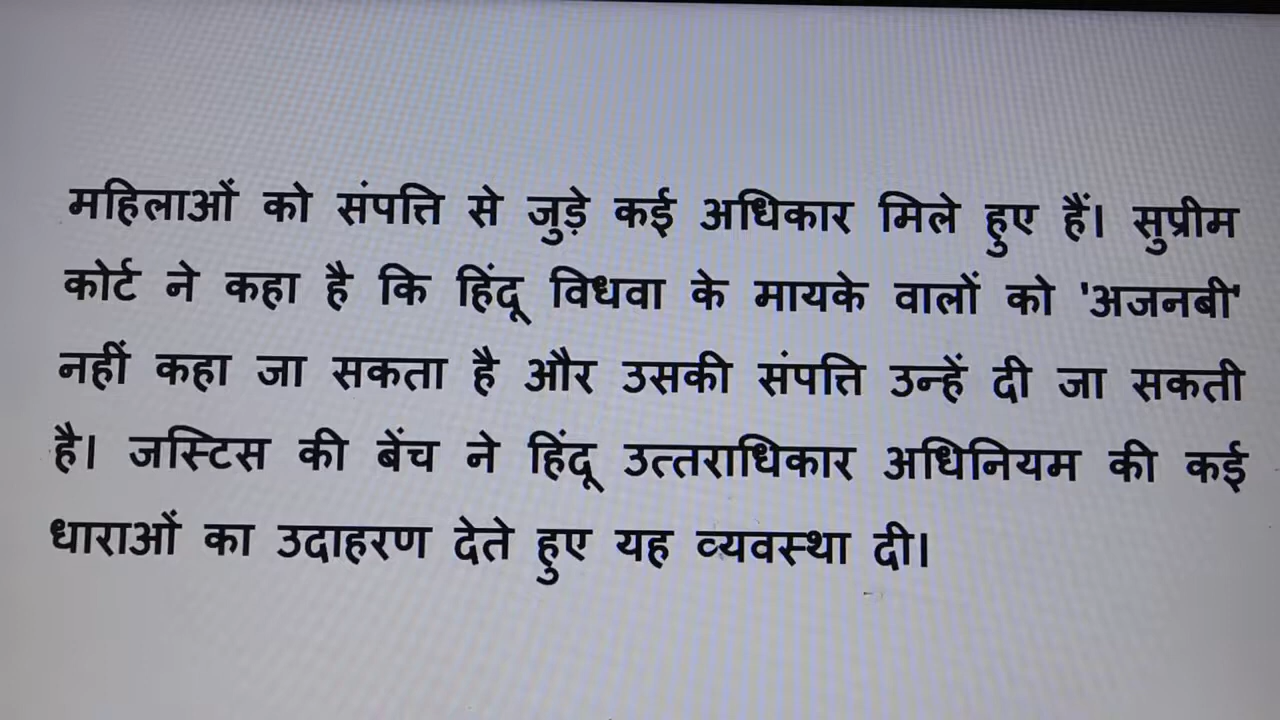 महिलाओं को संपत्ति से जुड़े कई अधिकार मिले हुए हैं। सुप्रीम
कोर्ट ने कहा है कि हिंदू विधवा के मायके वालों को 'अजनबी'
नहीं कहा जा सकता है और उसकी संपत्ति उन्हें दी जा सकती
है। जस्टिस की बेंच ने हिंदू उत्तराधिकार अधिनियम की कई
धाराओं का उदाहरण देते हुए यह व्यवस्था दी।